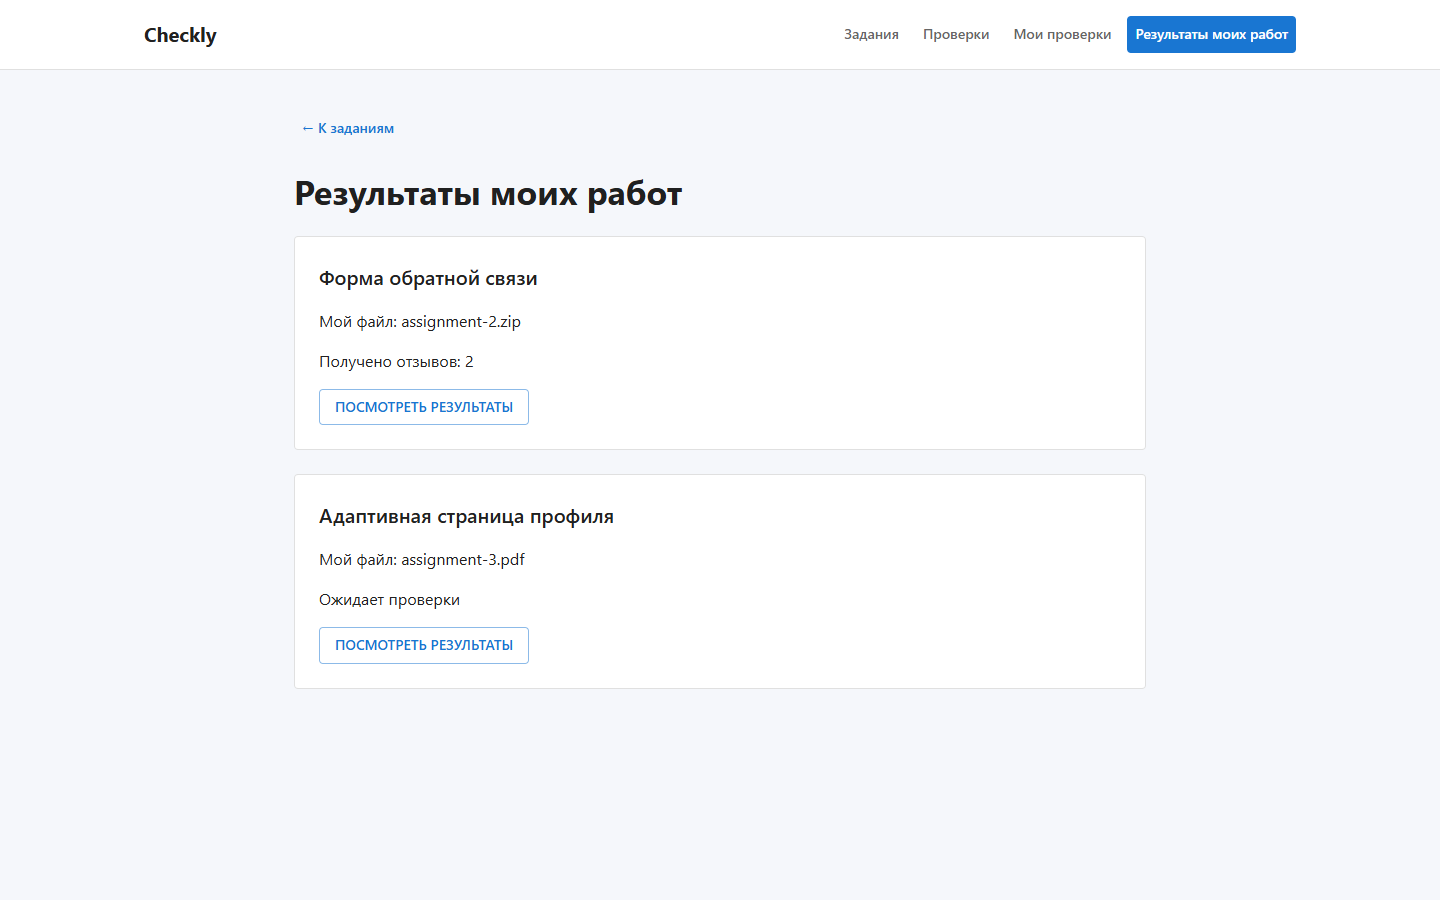 Checkly
Задания
Проверки
Мои проверки
Результаты моих работ
← К заданиям
Результаты моих работ
Форма обратной связи
Мой файл: assignment-2.zip
Получено отзывов: 2
ПОСМОТРЕТЬ РЕЗУЛЬТАТЫ
Адаптивная страница профиля
Мой файл: assignment-3.pdf
Ожидает проверки
ПОСМОТРЕТЬ РЕЗУЛЬТАТЫ